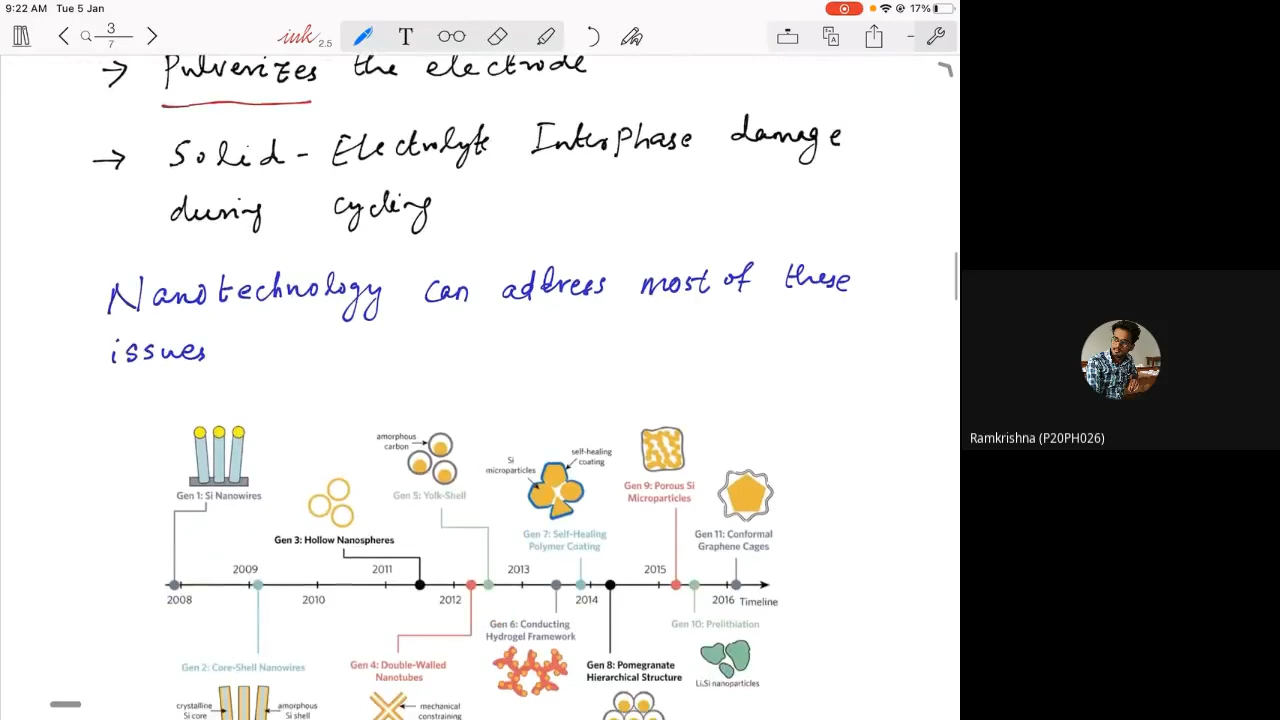 9:22 AM Tue 5 Jan
17%
3
7
ink 2.5
T
→ Pulverizes the electrode
→ Solid - Electrolyte Interphase damage
during cycling
Nanotechnology can address most of these
issues
Gen 1: Si Nanowires
Gen 3: Hollow Nanospheres
amorphous
carbon
Gen 5: Yolk-Shell
Si
microparticles
self-healing
coating
Gen 7: Self-Healing
Polymer Coating
Gen 9: Porous Si
Microparticles
Gen 11: Conformal
Graphene Cages
2009 2011 2013 2015
2008 2010 2012 2014 2016 Timeline
Gen 2: Core-Shell Nanowires
crystalline
Si core
amorphous
Si shell
Gen 4: Double-Walled
Nanotubes
mechanical
constraining
Gen 6: Conducting
Hydrogel Framework
Gen 8: Pomegranate
Hierarchical Structure
Gen 10: Prelithiation
LiₓSi nanoparticles
Ramkrishna (P20PH026)